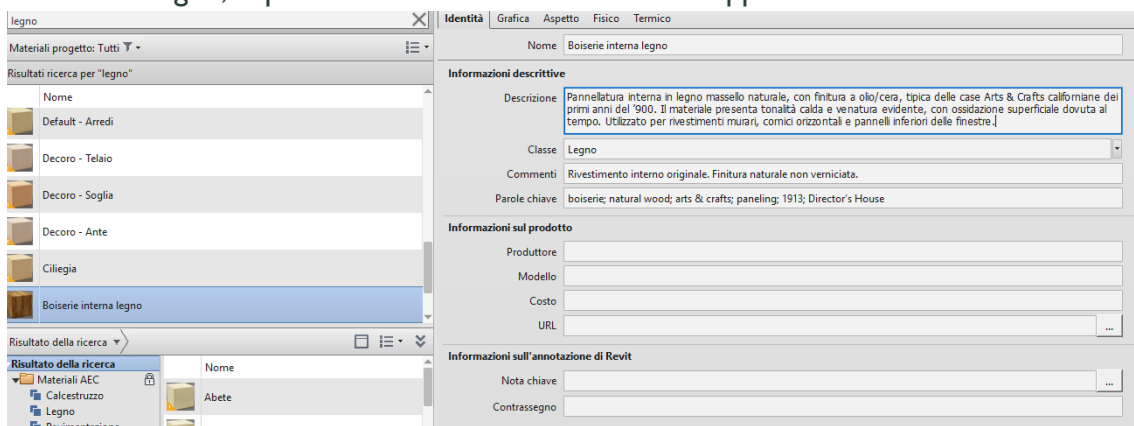 legno
Materiali progetto: Tutti
Risultati ricerca per "legno"
Nome
Default - Arredi
Decoro - Telaio
Decoro - Soglia
Decoro - Ante
Ciliegia
Boiserie interna legno
Risultato della ricerca
Risultato della ricerca
Materiali AEC
Calcestruzzo
Legno
Nome
Abete
Identità Grafica Aspetto Fisico Termico
Nome Boiserie interna legno
Informazioni descrittive
Descrizione Pannellatura interna in legno massello naturale, con finitura a olio/cera, tipica delle case Arts & Crafts californiane dei
primi anni del '900. Il materiale presenta tonalità calda e venatura evidente, con ossidazione superficiale dovuta al
tempo. Utilizzato per rivestimenti murari, cornici orizzontali e pannelli inferiori delle finestre.
Classe Legno
Commenti Rivestimento interno originale. Finitura naturale non verniciata.
Parole chiave boiserie; natural wood; arts & crafts; paneling; 1913; Director's House
Informazioni sul prodotto
Produttore
Modello
Costo
URL ...
Informazioni sull'annotazione di Revit
Nota chiave ...
Contrassegno